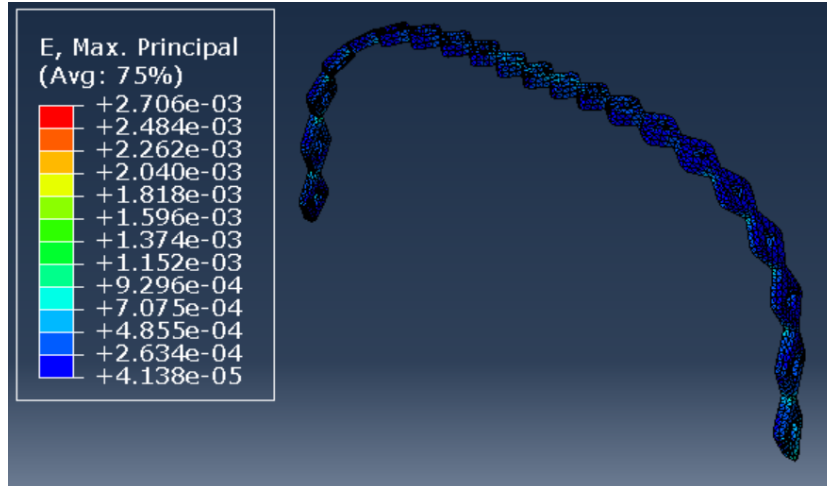 E, Max. Principal
(Avg: 75%)
+2.706e-03
+2.484e-03
+2.262e-03
+2.040e-03
+1.818e-03
+1.596e-03
+1.374e-03
+1.152e-03
+9.296e-04
+7.075e-04
+4.855e-04
+2.634e-04
+4.138e-05